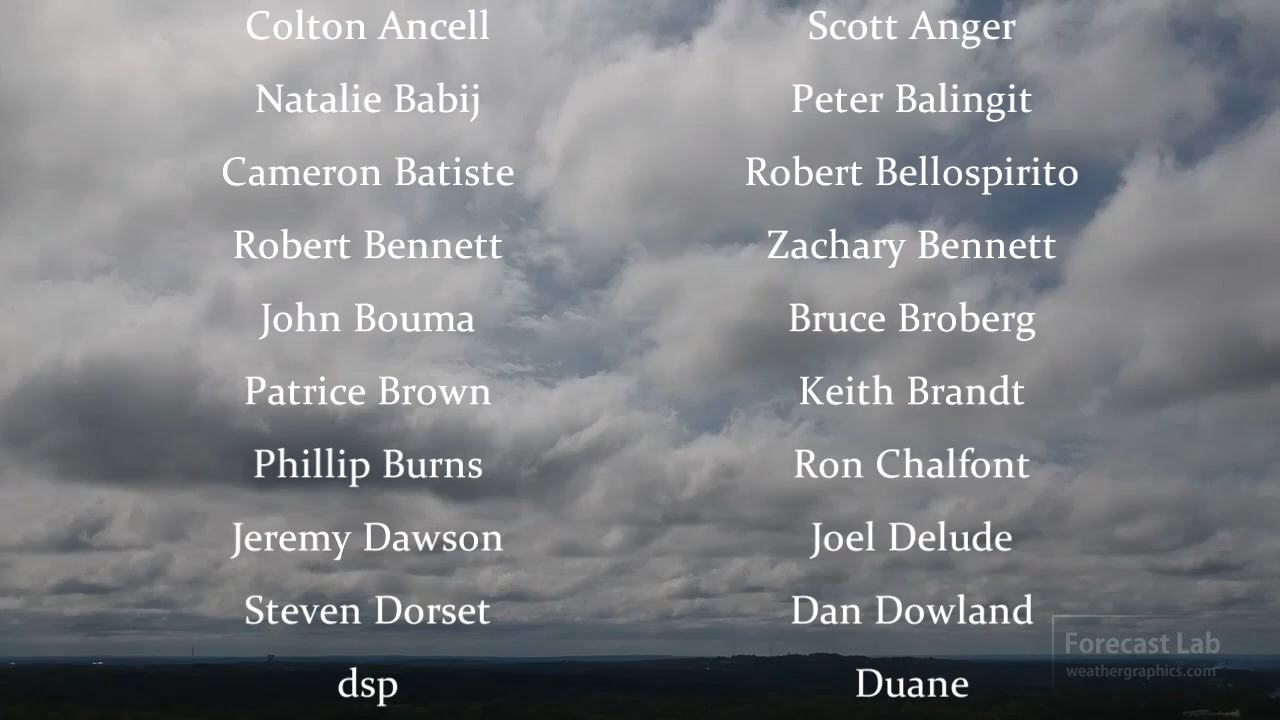 Colton Ancell Scott Anger
Natalie Babij Peter Balingit
Cameron Batiste Robert Bellospirito
Robert Bennett Zachary Bennett
John Bouma Bruce Broberg
Patrice Brown Keith Brandt
Phillip Burns Ron Chalfont
Jeremy Dawson Joel Delude
Steven Dorset Dan Dowland
Forecast Lab
weathergraphics.com
dsp Duane